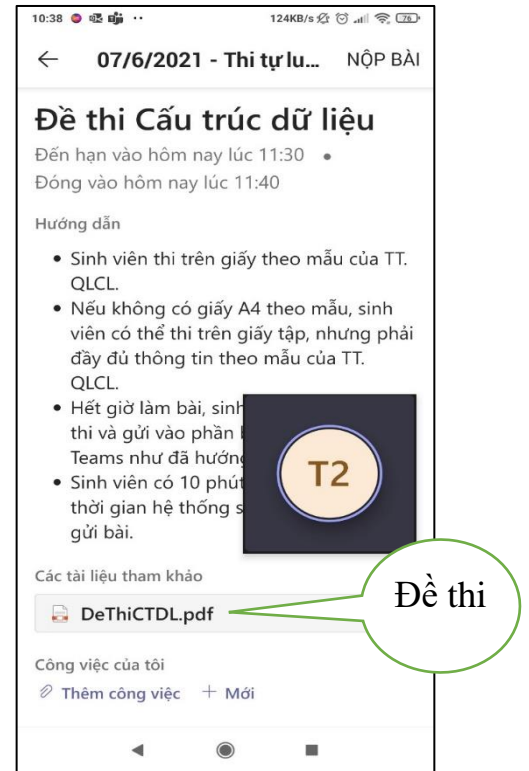 10:38 124KB/s 76
07/6/2021 - Thi tự lu... NỘP BÀI
Đề thi Cấu trúc dữ liệu
Đến hạn vào hôm nay lúc 11:30 •
Đóng vào hôm nay lúc 11:40
Hướng dẫn
• Sinh viên thi trên giấy theo mẫu của TT.
QLCL.
• Nếu không có giấy A4 theo mẫu, sinh
viên có thể thi trên giấy tập, nhưng phải
đầy đủ thông tin theo mẫu của TT.
QLCL.
• Hết giờ làm bài, sinh
thi và gửi vào phần
Teams như đã hướng
• Sinh viên có 10 phút
thời gian hệ thống
gửi bài.
T2
Các tài liệu tham khảo
DeThiCTDL.pdf
Đề thi
Công việc của tôi
Thêm công việc + Mới